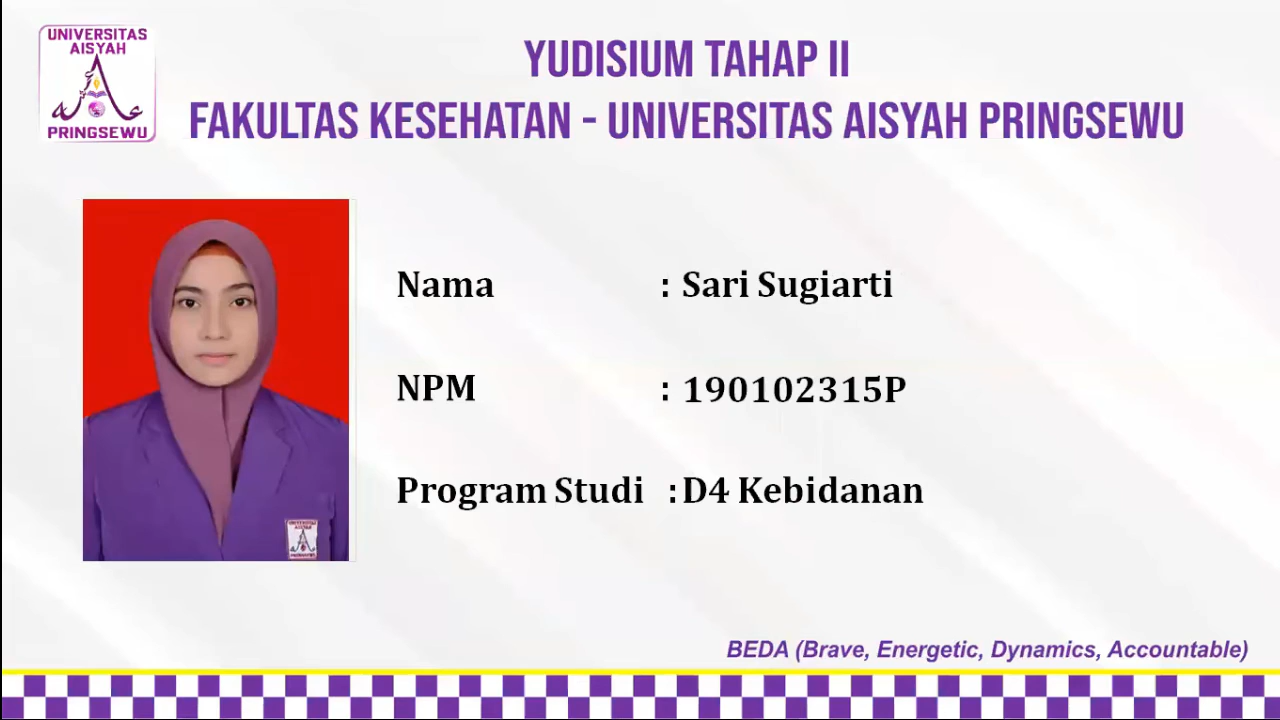 UNIVERSITAS
AISYAH
PRINGSEWU
YUDISIUM TAHAP II
FAKULTAS KESEHATAN - UNIVERSITAS AISYAH PRINGSEWU
Nama : Sari Sugiarti
NPM : 190102315P
Program Studi : D4 Kebidanan
BEDA (Brave, Energetic, Dynamics, Accountable)